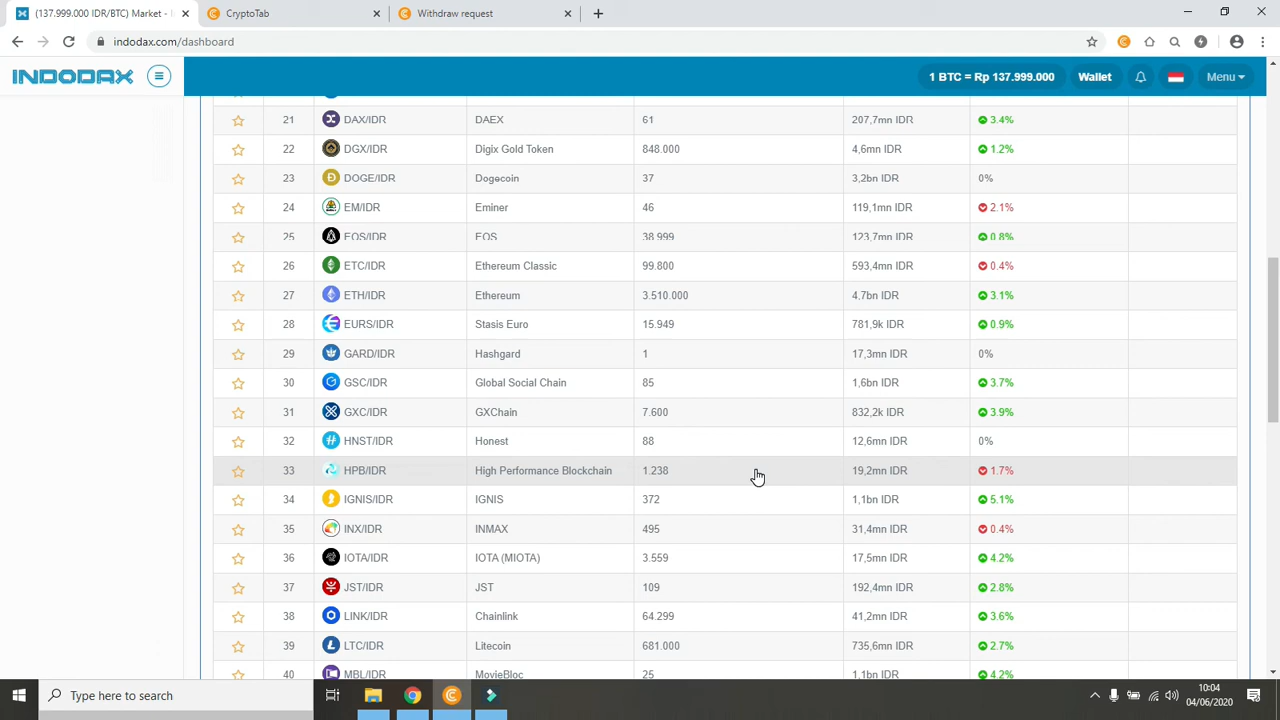 (137.999.000 IDR/BTC) Market - I
CryptoTab
Withdraw request
indodax.com/dashboard
INDODAX
1 BTC = Rp 137.999.000 Wallet Menu
21 DAX/IDR DAEX 61 207,7mn IDR 3.4%
22 DGX/IDR Digix Gold Token 848.000 4,6mn IDR 1.2%
23 DOGE/IDR Dogecoin 37 3,2bn IDR 0%
24 EM/IDR Eminer 46 119,1mn IDR 2.1%
25 EOS/IDR EOS 38.999 123,7mn IDR 0.8%
26 ETC/IDR Ethereum Classic 99.800 593,4mn IDR 0.4%
27 ETH/IDR Ethereum 3.510.000 4,7bn IDR 3.1%
28 EURS/IDR Stasis Euro 15.949 781,9k IDR 0.9%
29 GARD/IDR Hashgard 1 17,3mn IDR 0%
30 GSC/IDR Global Social Chain 85 1,6bn IDR 3.7%
31 GXC/IDR GXChain 7.600 832,2k IDR 3.9%
32 HNST/IDR Honest 88 12,6mn IDR 0%
33 HPB/IDR High Performance Blockchain 1.238 19,2mn IDR 1.7%
34 IGNIS/IDR IGNIS 372 1,1bn IDR 5.1%
35 INX/IDR INMAX 495 31,4mn IDR 0.4%
36 IOTA/IDR IOTA (MIOTA) 3.559 17,5mn IDR 4.2%
37 JST/IDR JST 109 192,4mn IDR 2.8%
38 LINK/IDR Chainlink 64.299 41,2mn IDR 3.6%
39 LTC/IDR Litecoin 681.000 735,6mn IDR 2.7%
40 MBL/IDR MovieBloc 25 1,1bn IDR 4.2%
Type here to search
10:04
04/06/2020